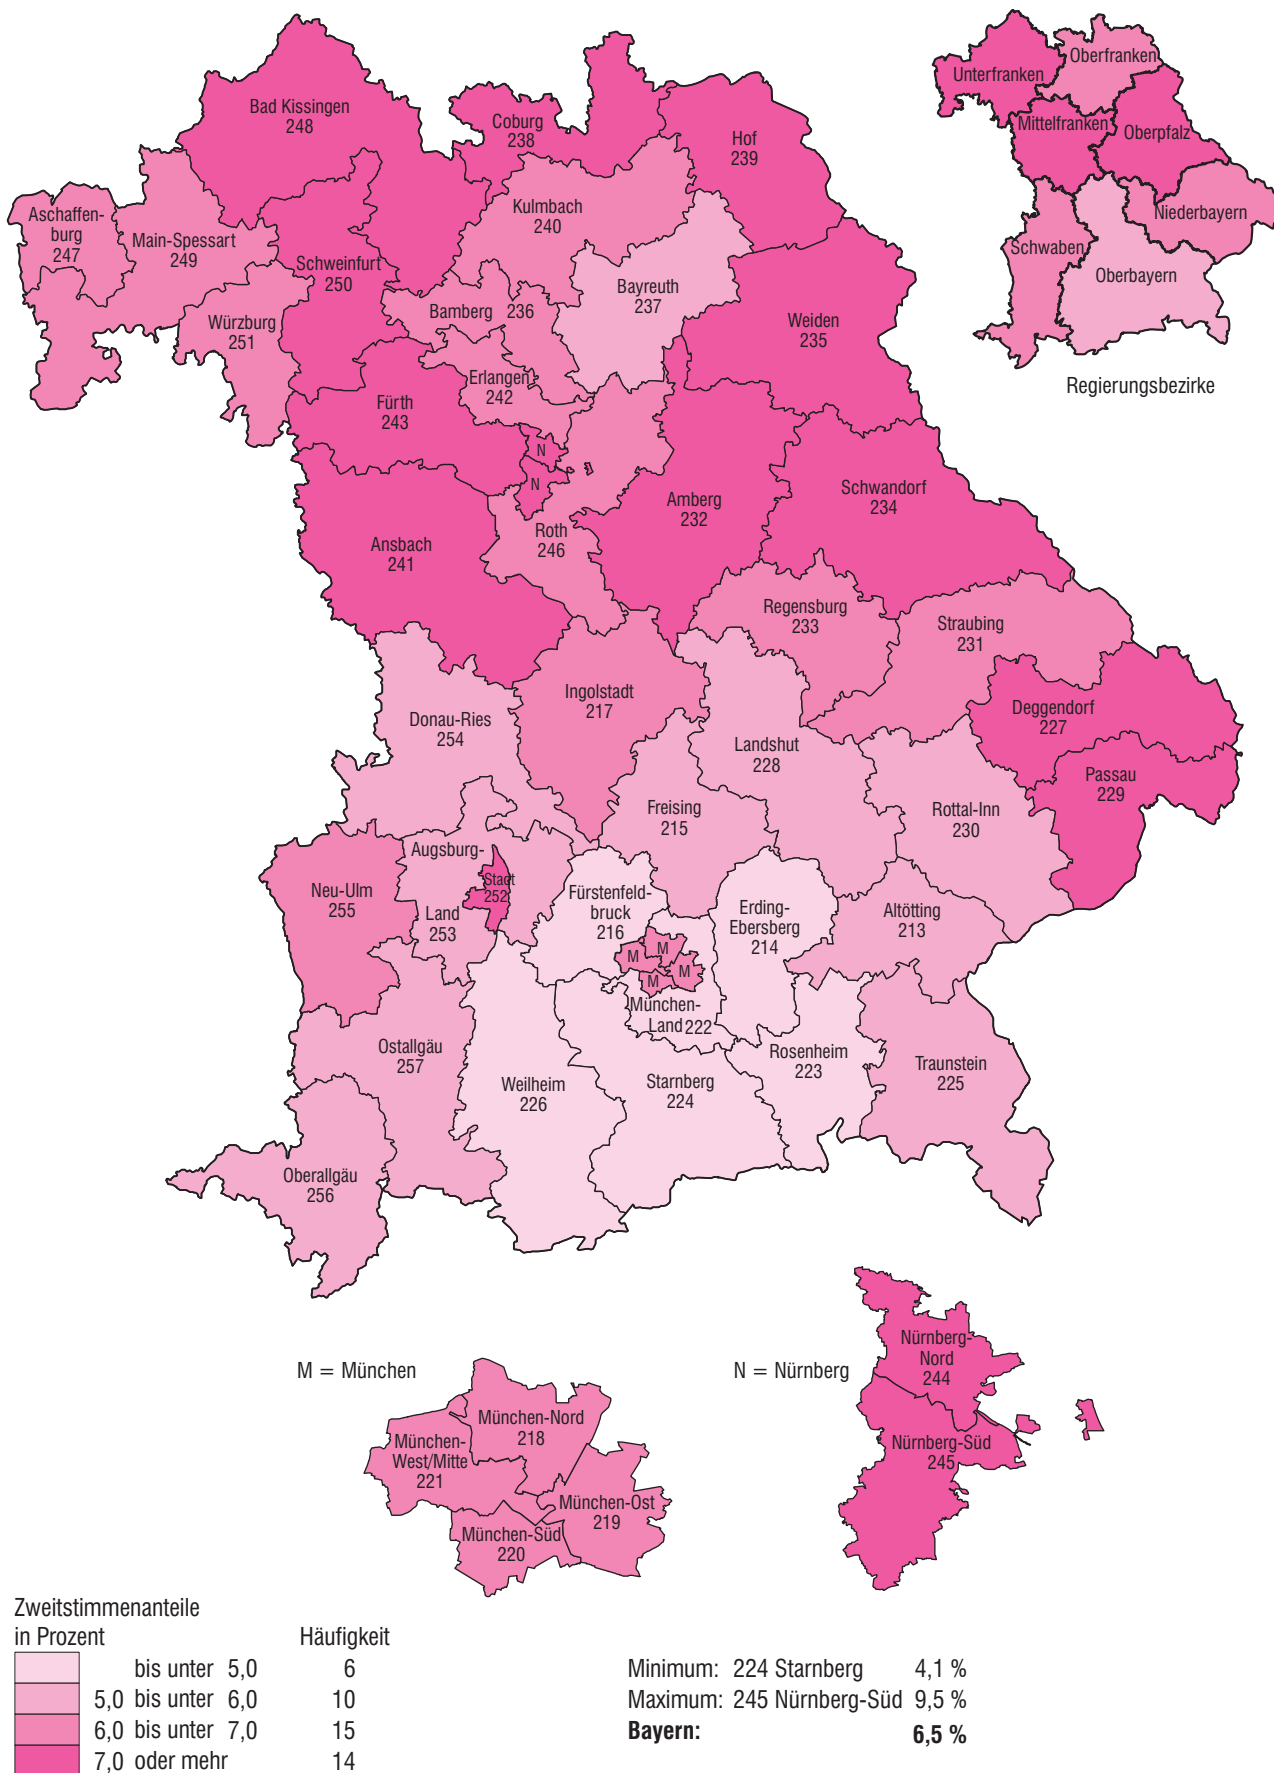 Bad Kissingen
248
Coburg
238
Hof
239
Aschaffen-
burg
247
Main-Spessart
249
Kulmbach
240
Schweinfurt
250
Würzburg
251
Bamberg 236
Bayreuth
237
Weiden
235
Erlangen
242
Fürth
243
N
N
Amberg
232
Schwandorf
234
Roth
246
Ansbach
241
Regensburg
233
Straubing
231
Ingolstadt
217
Deggendorf
227
Donau-Ries
254
Landshut
228
Passau
229
Freising
215
Rottal-Inn
230
Augsburg-
Stadt
252
Land
253
Neu-Ulm
255
Fürstenfeld-
bruck
216
Erding-
Ebersberg
214
Altötting
213
M
M
M
M
München-
Land 222
Ostallgäu
257
Weilheim
226
Starnberg
224
Rosenheim
223
Traunstein
225
Oberallgäu
256
Unterfranken
Oberfranken
Mittelfranken
Oberpfalz
Niederbayern
Schwaben
Oberbayern
Regierungsbezirke
M = München
München-Nord
218
München-
West/Mitte
221
München-Ost
219
München-Süd
220
N = Nürnberg
Nürnberg-
Nord
244
Nürnberg-Süd
245
Zweitstimmenanteile
in Prozent Häufigkeit
bis unter 5,0 6
5,0 bis unter 6,0 10
6,0 bis unter 7,0 15
7,0 oder mehr 14
Minimum: 224 Starnberg 4,1 %
Maximum: 245 Nürnberg-Süd 9,5 %
Bayern: 6,5 %